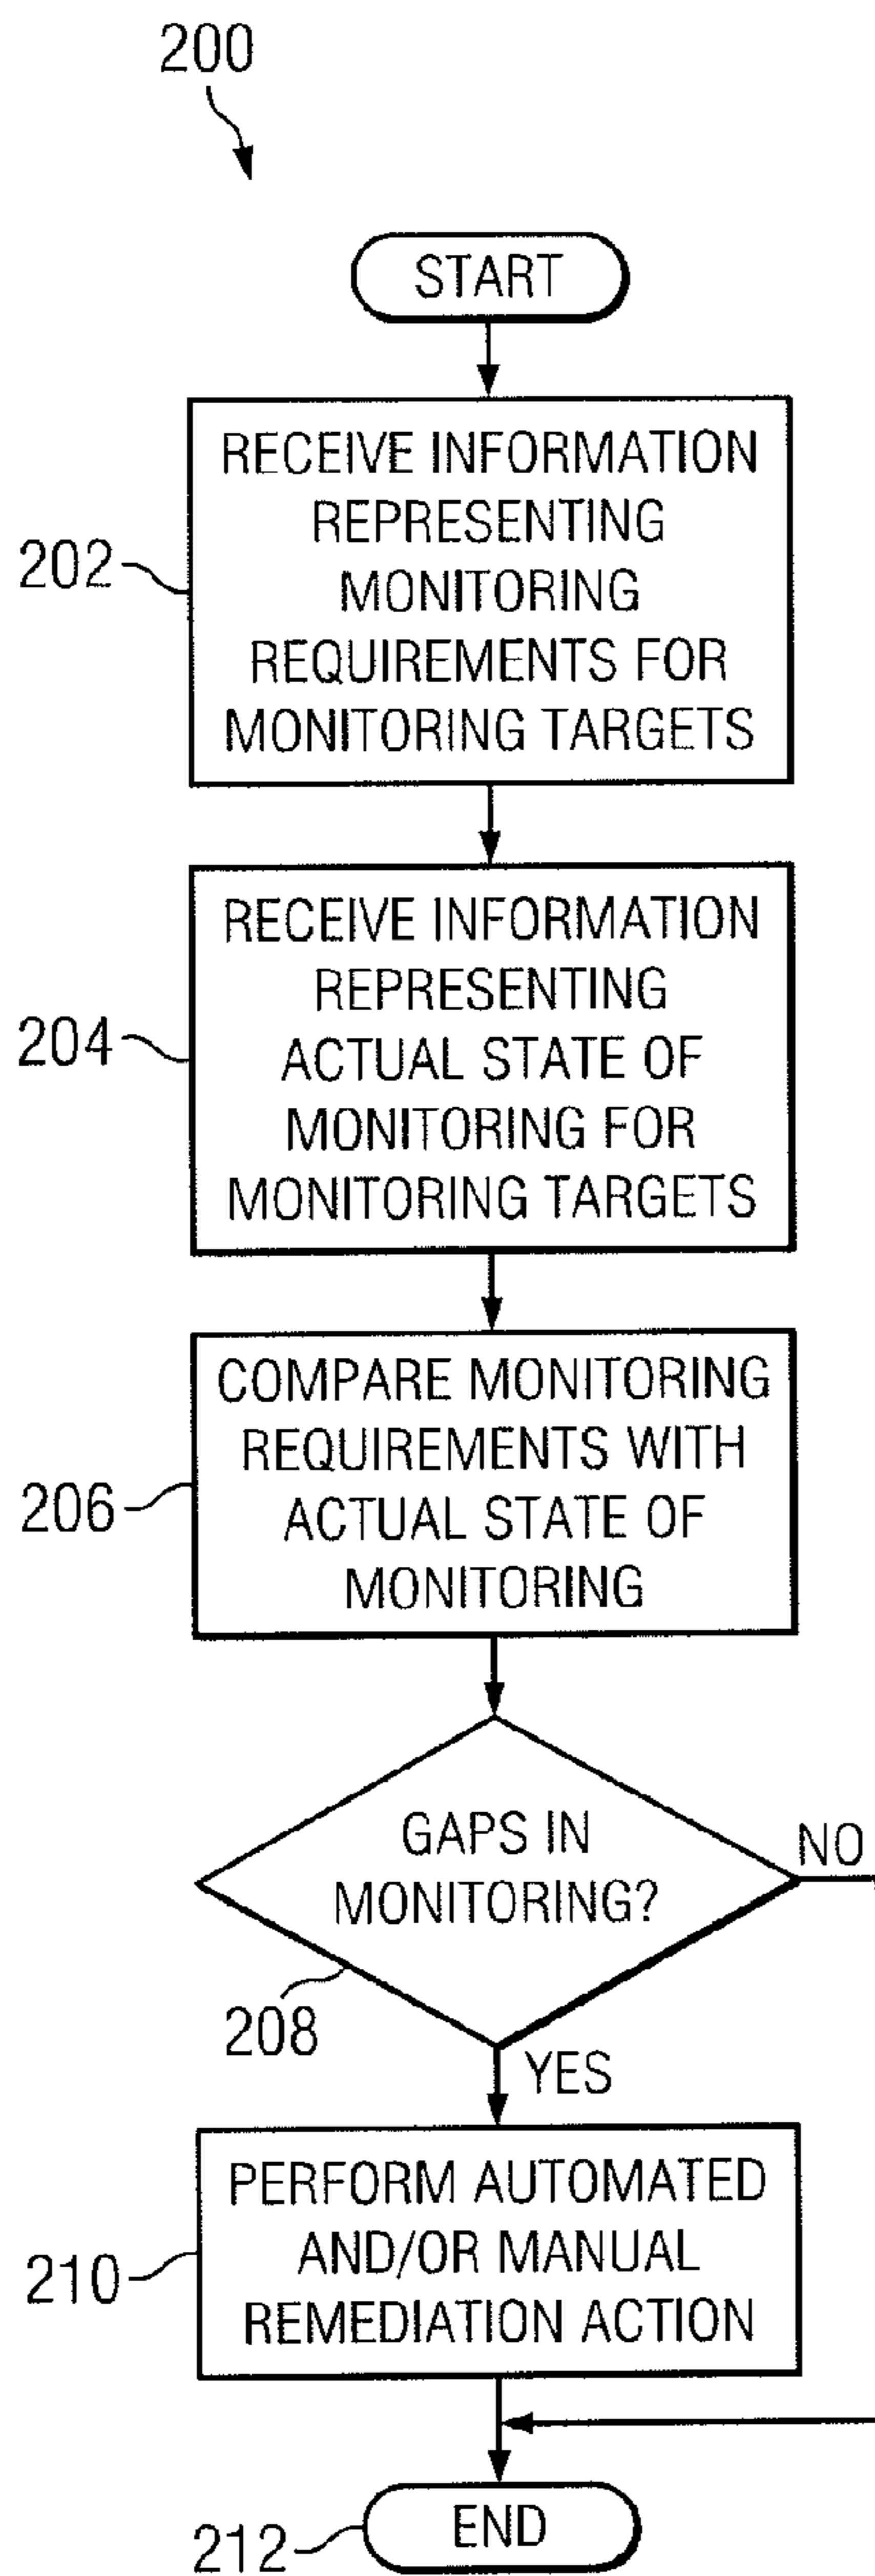 200
START
202
RECEIVE INFORMATION
REPRESENTING
MONITORING
REQUIREMENTS FOR
MONITORING TARGETS
204
RECEIVE INFORMATION
REPRESENTING
ACTUAL STATE OF
MONITORING FOR
MONITORING TARGETS
206
COMPARE MONITORING
REQUIREMENTS WITH
ACTUAL STATE OF
MONITORING
GAPS IN
MONITORING?
NO
208
YES
210
PERFORM AUTOMATED
AND/OR MANUAL
REMEDIATION ACTION
END
212